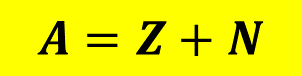 A = Z + N